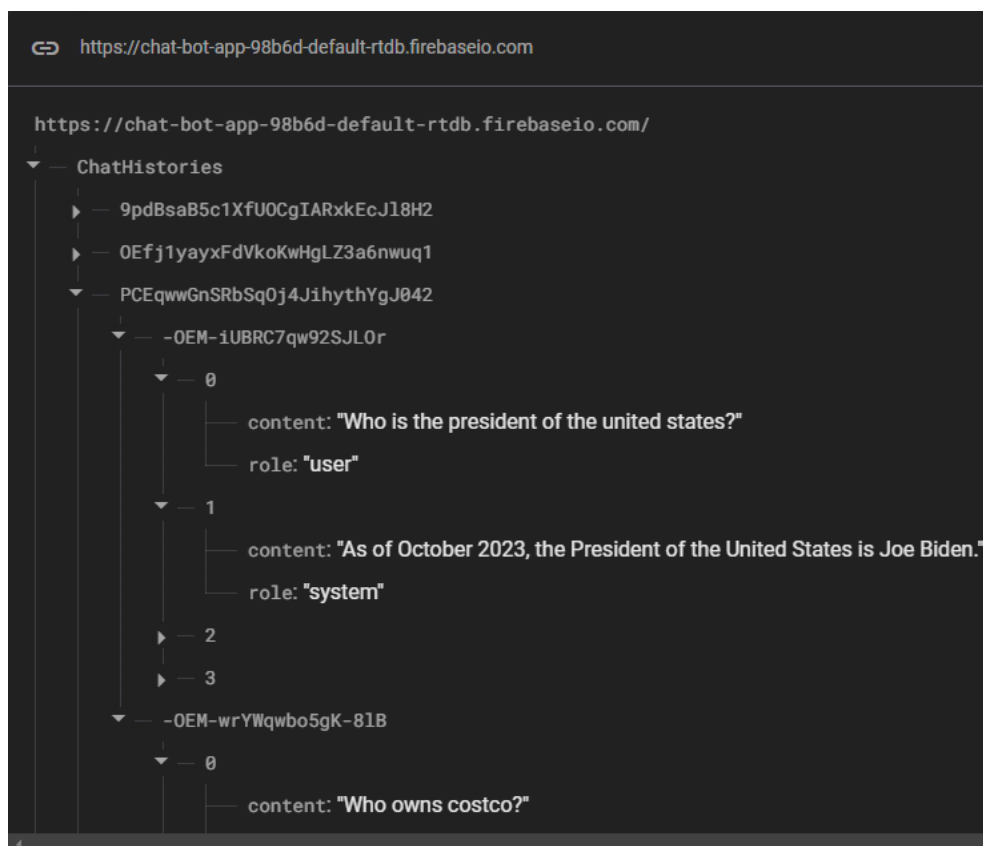 https://chat-bot-app-98b6d-default-rtdb.firebaseio.com
https://chat-bot-app-98b6d-default-rtdb.firebaseio.com/
ChatHistories
9pdBsaB5c1XfUOCgIARxkEcJl8H2
OEfj1yayxFdVkoKwHgLZ3a6nwuq1
PCEqwwGnSRbSqOj4JihythYgJ042
-OEM-iUBRC7qw92SJLOr
0
content: "Who is the president of the united states?"
role: "user"
1
content: "As of October 2023, the President of the United States is Joe Biden."
role: "system"
2
3
-OEM-wrYWqwbo5gK-8lB
0
content: "Who owns costco?"